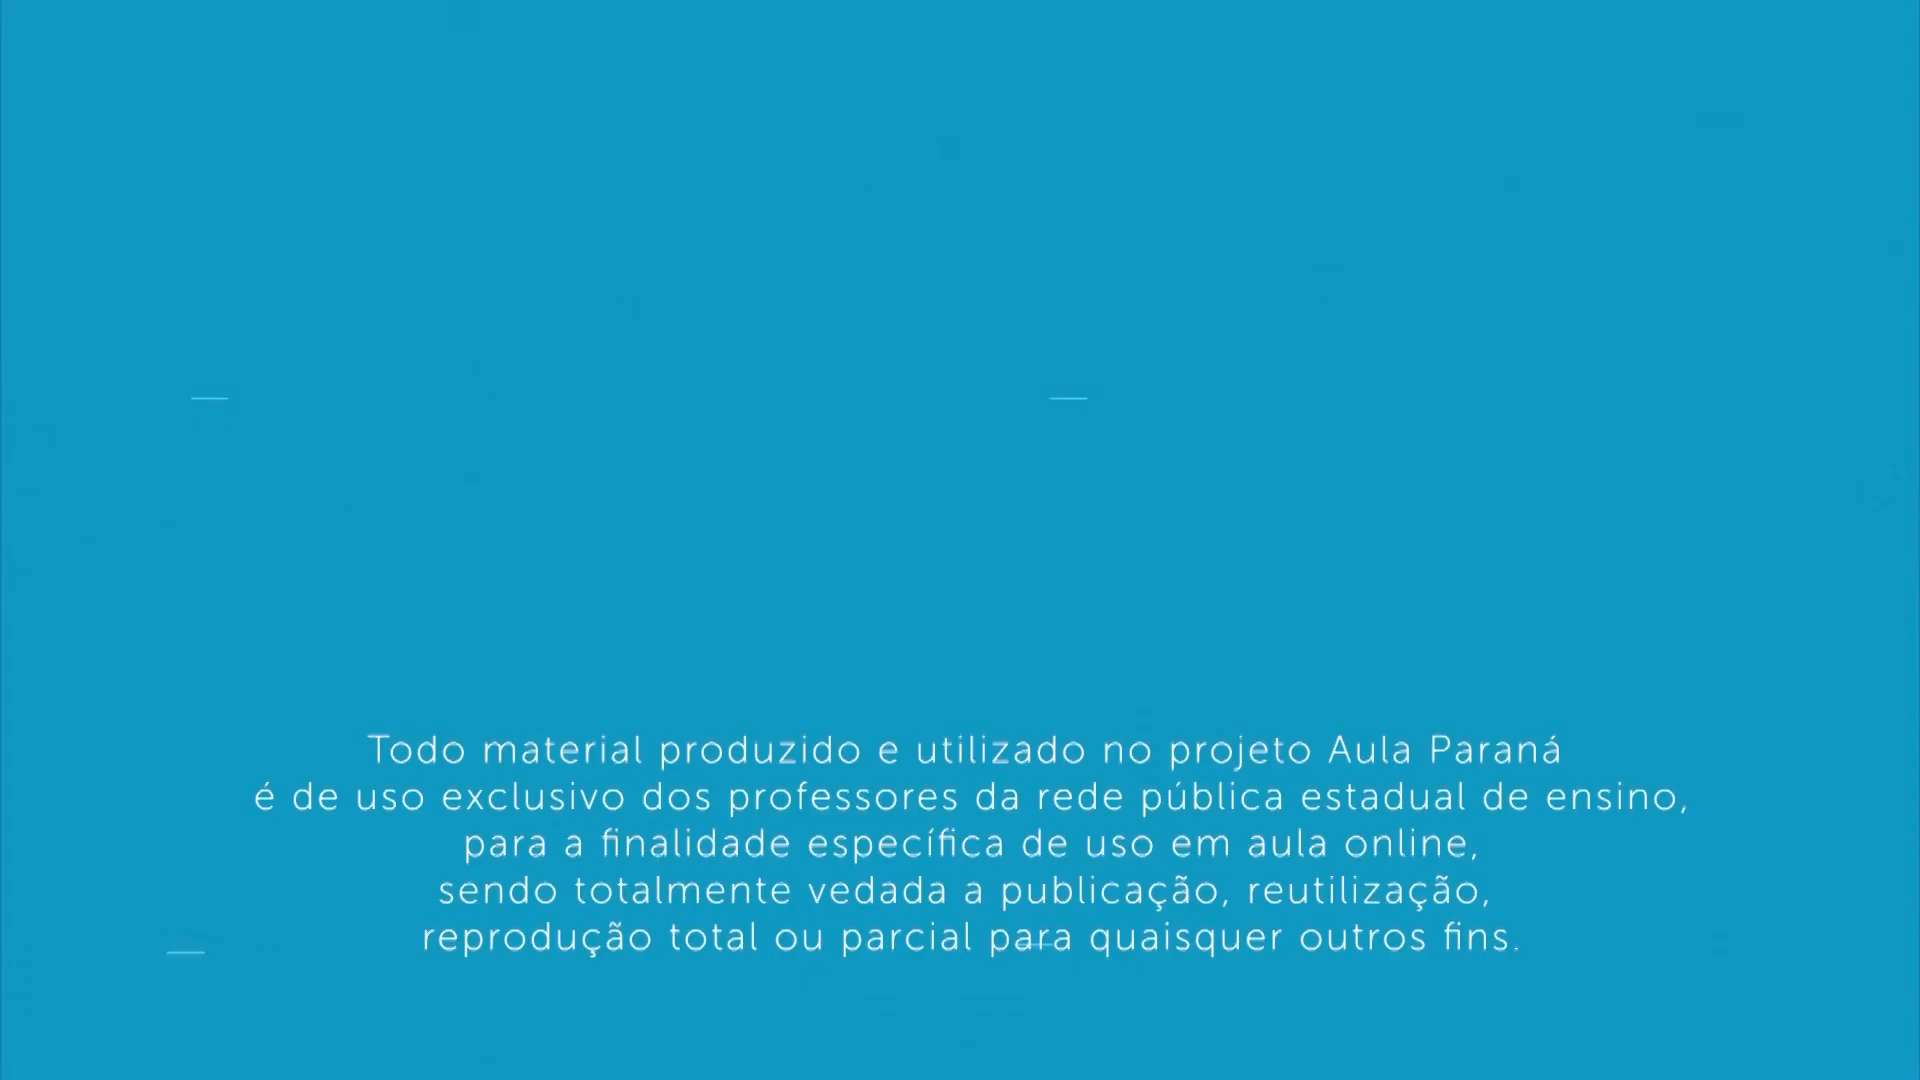 Todo material produzido e utilizado no projeto Aula Paraná
é de uso exclusivo dos professores da rede pública estadual de ensino,
para a finalidade específica de uso em aula online,
sendo totalmente vedada a publicação, reutilização,
reprodução total ou parcial para quaisquer outros fins.